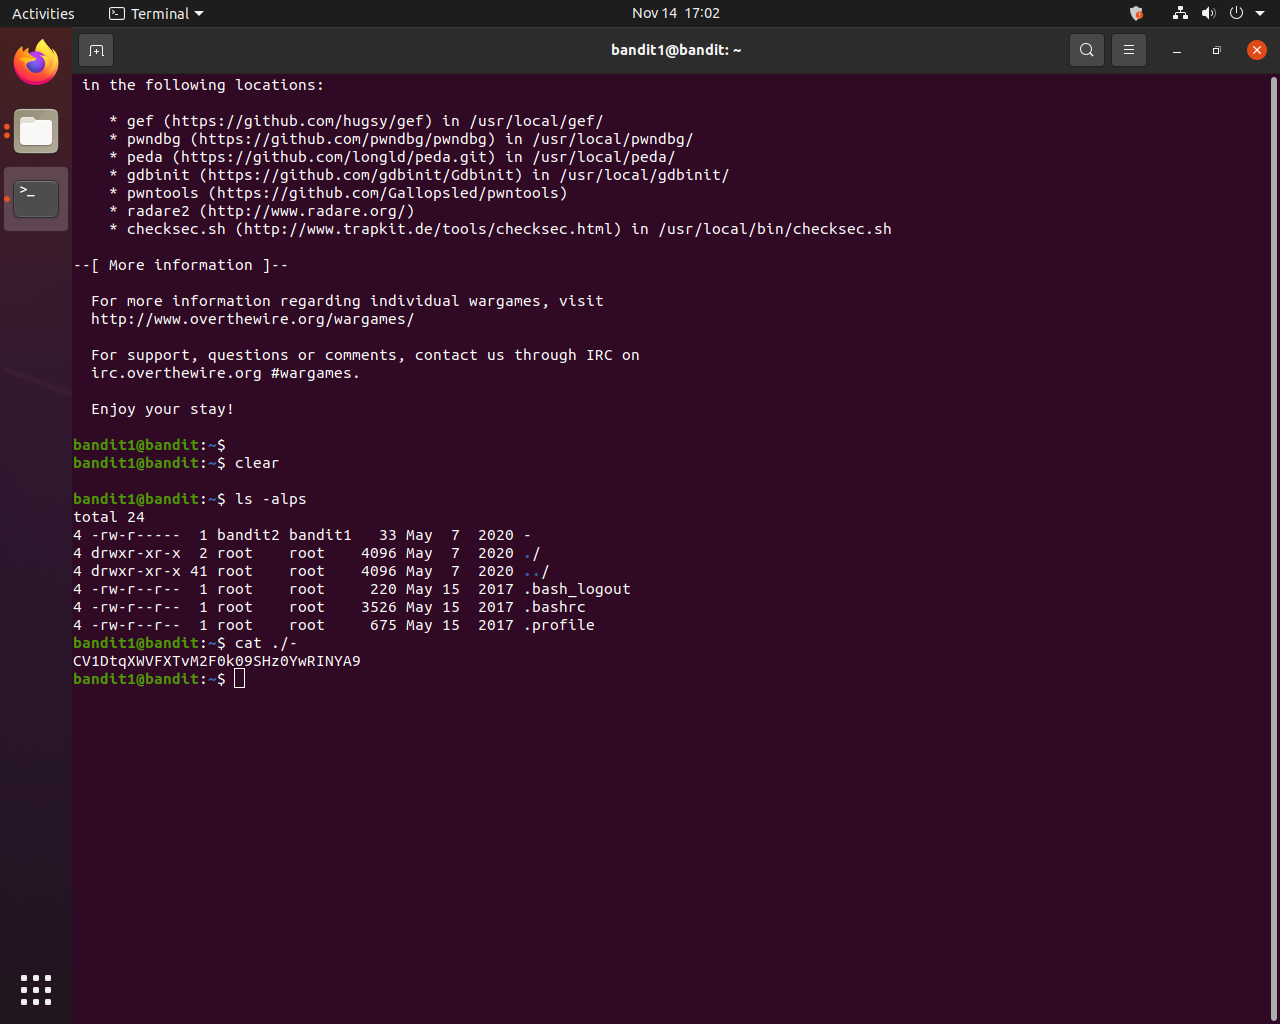 Activities Terminal Nov 14 17:02
bandit1@bandit: ~
in the following locations:
* gef (https://github.com/hugsy/gef) in /usr/local/gef/
* pwndbg (https://github.com/pwndbg/pwndbg) in /usr/local/pwndbg/
* peda (https://github.com/longld/peda.git) in /usr/local/peda/
* gdbinit (https://github.com/gdbinit/Gdbinit) in /usr/local/gdbinit/
* pwntools (https://github.com/Gallopsled/pwntools)
* radare2 (http://www.radare.org/)
* checksec.sh (http://www.trapkit.de/tools/checksec.html) in /usr/local/bin/checksec.sh
--[ More information ]--
For more information regarding individual wargames, visit
http://www.overthewire.org/wargames/
For support, questions or comments, contact us through IRC on
irc.overthewire.org #wargames.
Enjoy your stay!
bandit1@bandit:~$
bandit1@bandit:~$ clear
bandit1@bandit:~$ ls -alps
total 24
4 -rw-r----- 1 bandit2 bandit1 33 May 7 2020 -
4 drwxr-xr-x 2 root root 4096 May 7 2020 ./
4 drwxr-xr-x 41 root root 4096 May 7 2020 ../
4 -rw-r--r-- 1 root root 220 May 15 2017 .bash_logout
4 -rw-r--r-- 1 root root 3526 May 15 2017 .bashrc
4 -rw-r--r-- 1 root root 675 May 15 2017 .profile
bandit1@bandit:~$ cat ./-
CV1DtqXWVFXTvM2F0k09SHz0YwRINYA9
bandit1@bandit:~$